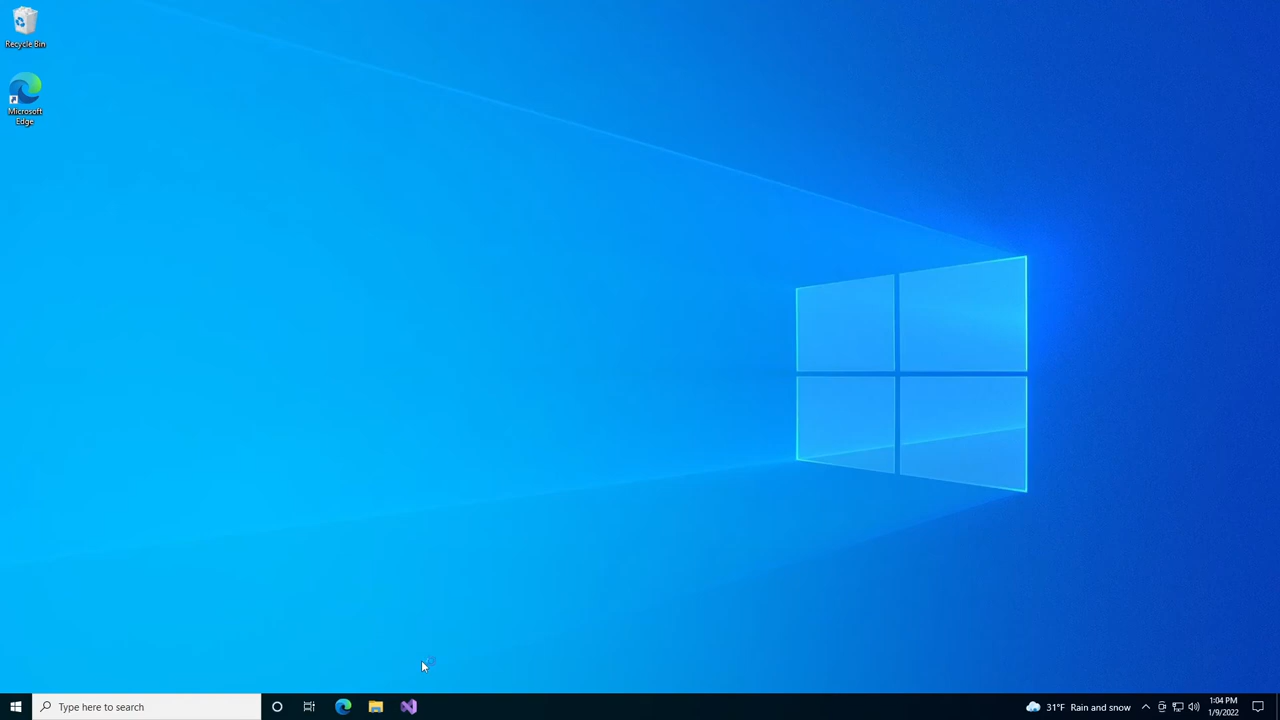 Recycle Bin
Microsoft
Edge
Type here to search
31°F Rain and snow
1:04 PM
1/9/2022